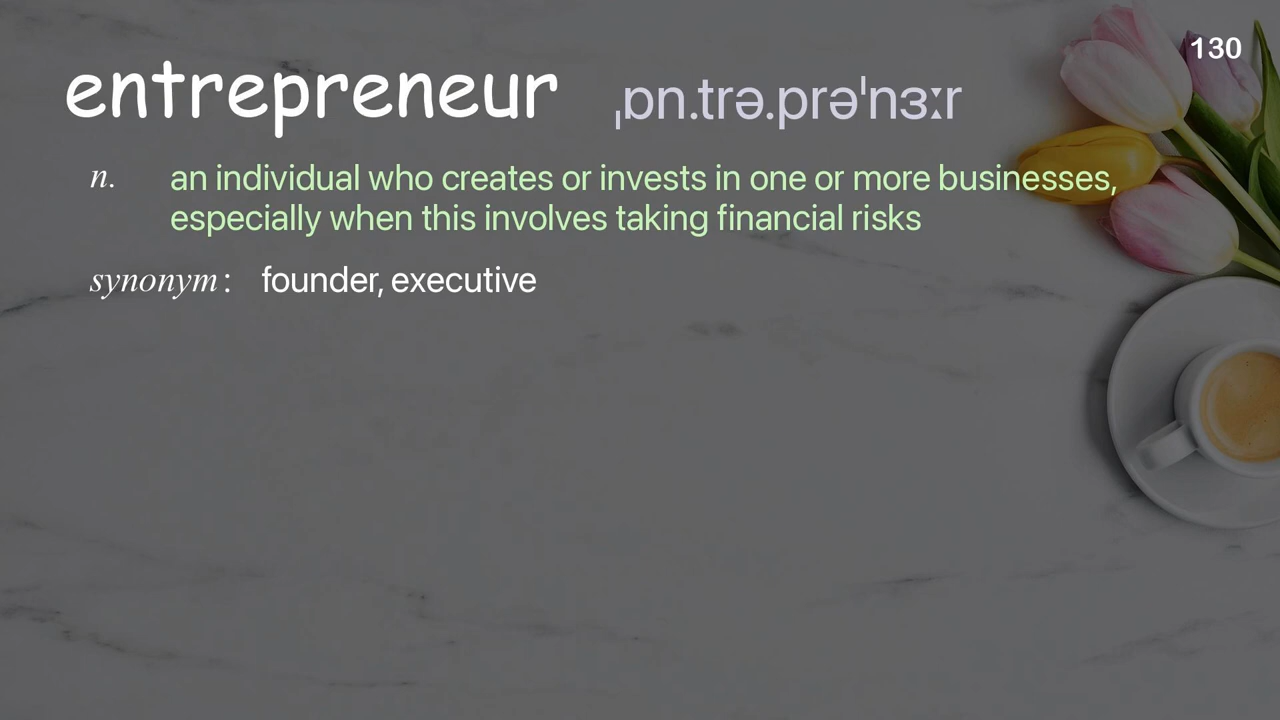 130
entrepreneur ˌɒn.trə.prəˈnɜːr
n. an individual who creates or invests in one or more businesses,
especially when this involves taking financial risks
synonym: founder, executive